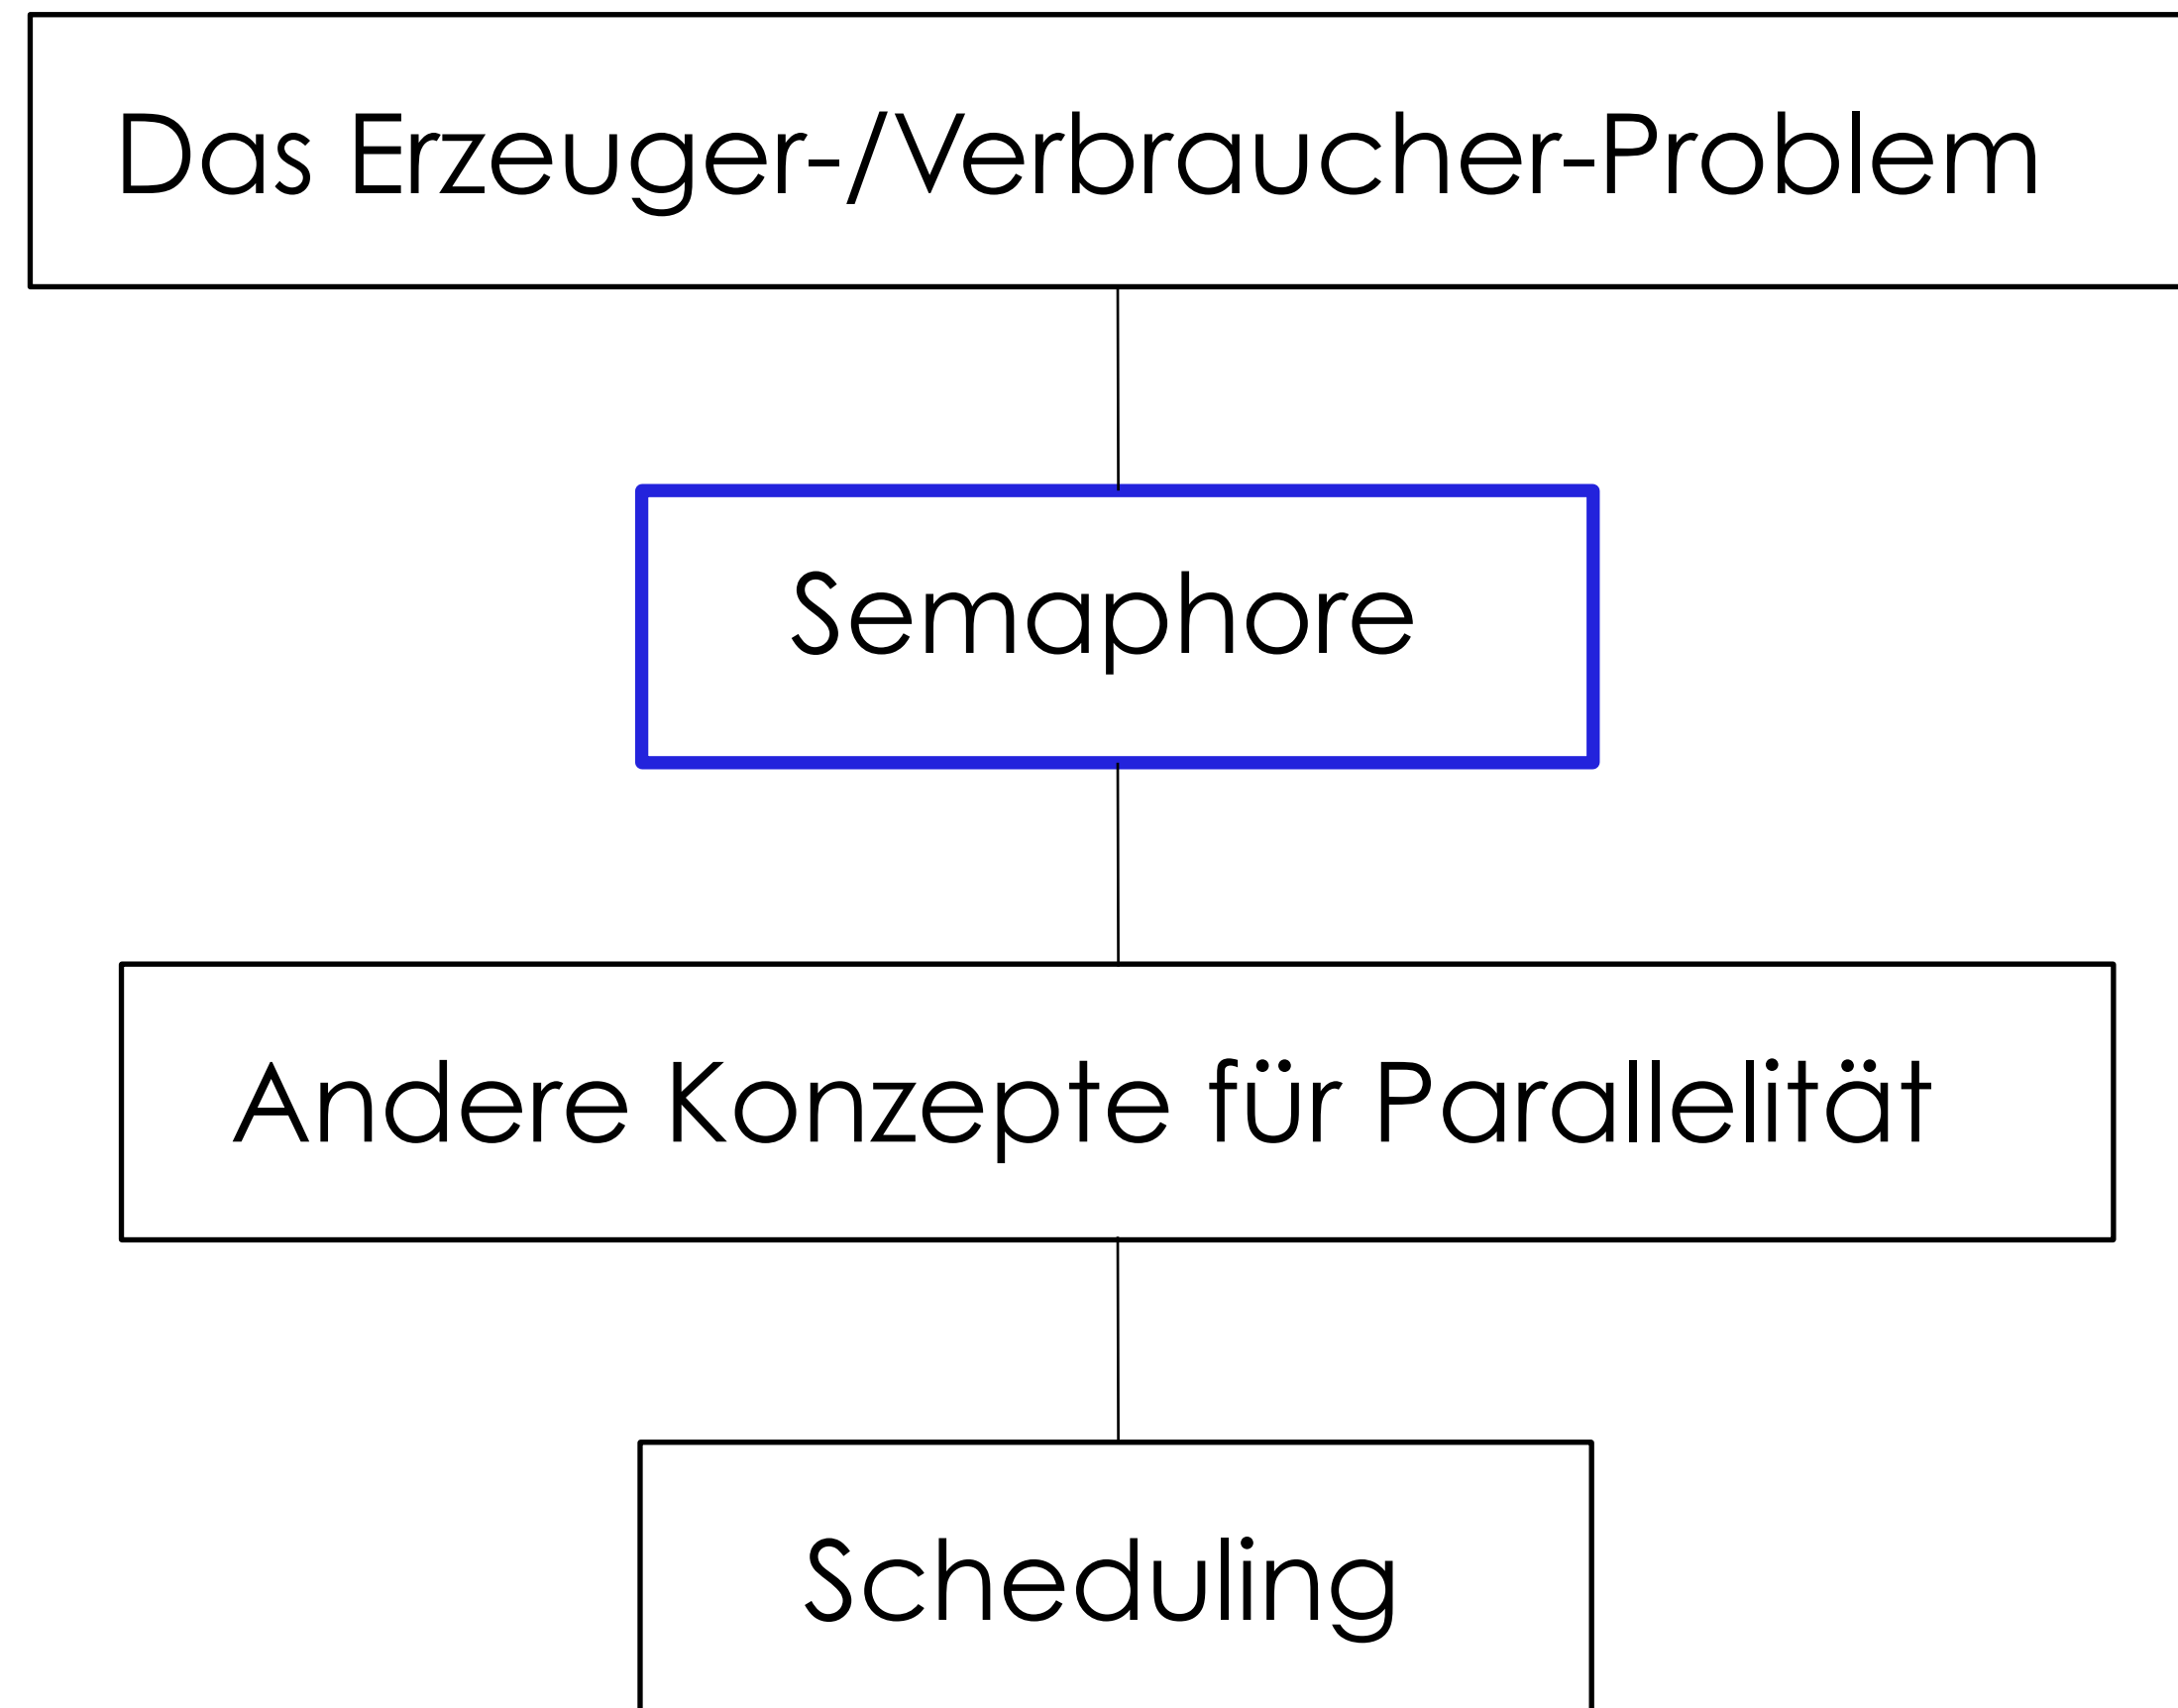 Das Erzeuger-/Verbraucher-Problem
Semaphore
Andere Konzepte für Parallelität
Scheduling